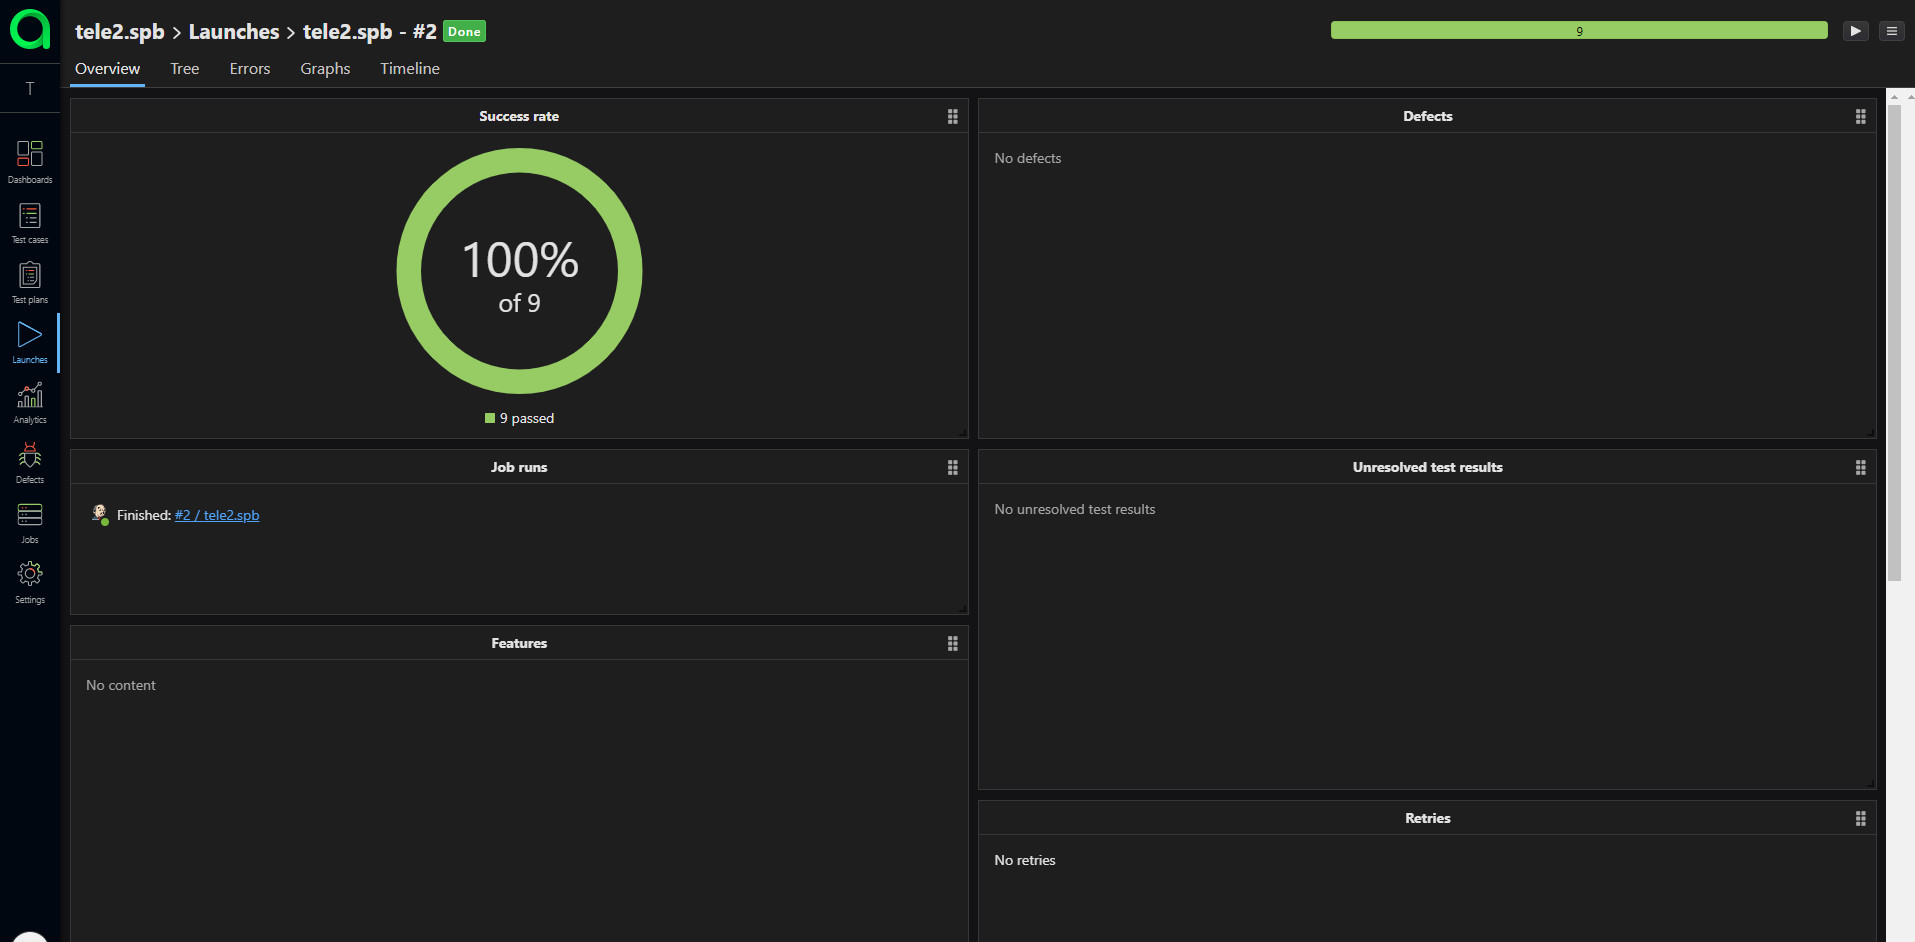 tele2.spb > Launches > tele2.spb - #2 Done
9
Overview Tree Errors Graphs Timeline
T
Dashboards
Test cases
Test plans
Launches
Analytics
Defects
Jobs
Settings
Success rate
100%
of 9
9 passed
Defects
No defects
Job runs
Finished: #2 / tele2.spb
Unresolved test results
No unresolved test results
Features
No content
Retries
No retries